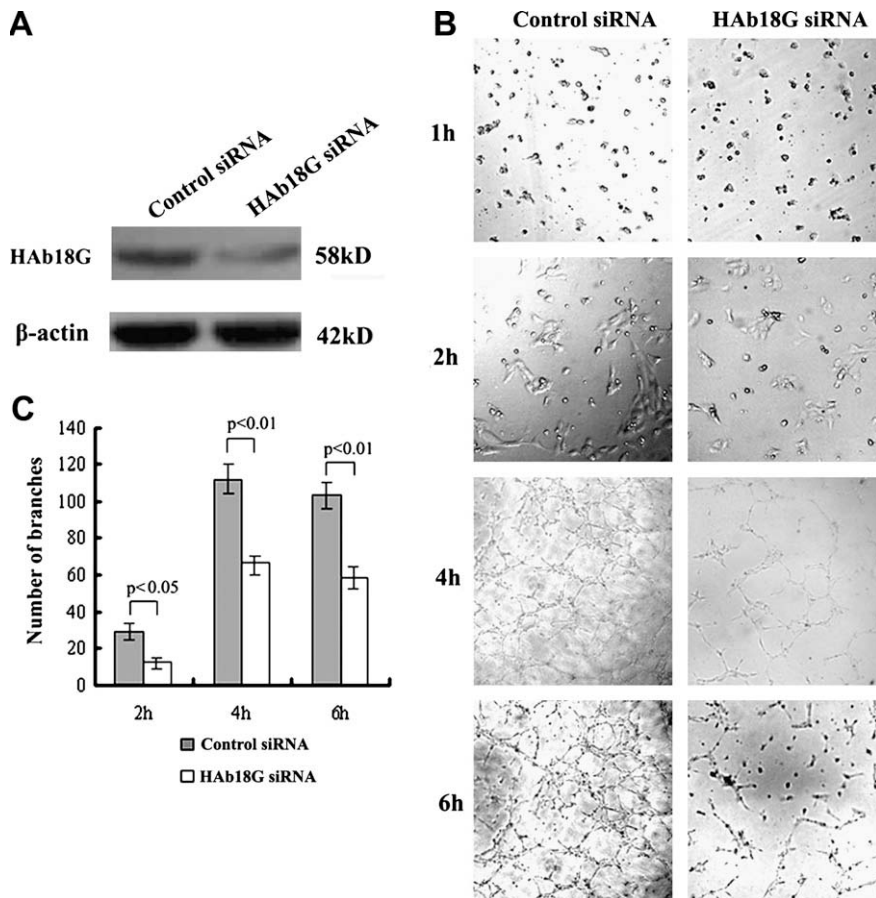 A
Control siRNA
HAb18G siRNA
HAb18G
58kD
β-actin
42kD
B
Control siRNA
HAb18G siRNA
1h
2h
4h
6h
C
Number of branches
140
120
100
80
60
40
20
0
p<0.05
p<0.01
p<0.01
2h
4h
6h
Control siRNA
HAb18G siRNA